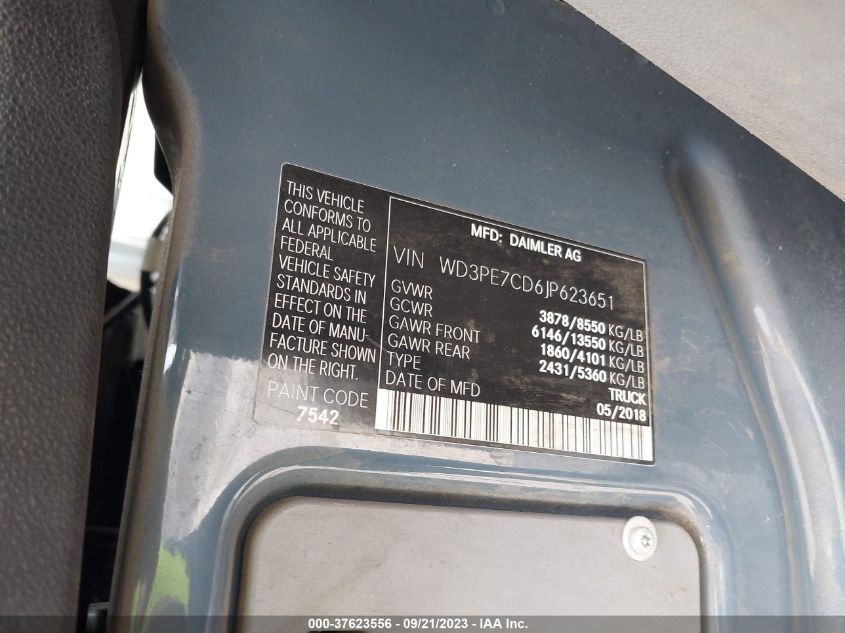 THIS VEHICLE
CONFORMS TO
ALL APPLICABLE
FEDERAL
VEHICLE SAFETY
STANDARDS IN
EFFECT ON THE
DATE OF MANU-
FACTURE SHOWN
ON THE RIGHT.
PAINT CODE
7542
MFD: DAIMLER AG
VIN WD3PE7CD6JP623651
GVWR 3878/8550 KG/LB
GCWR 6146/13550 KG/LB
GAWR FRONT 1860/4101 KG/LB
GAWR REAR 2431/5360 KG/LB
TYPE TRUCK
DATE OF MFD 05/2018
000-37623556 - 09/21/2023 - IAA Inc.